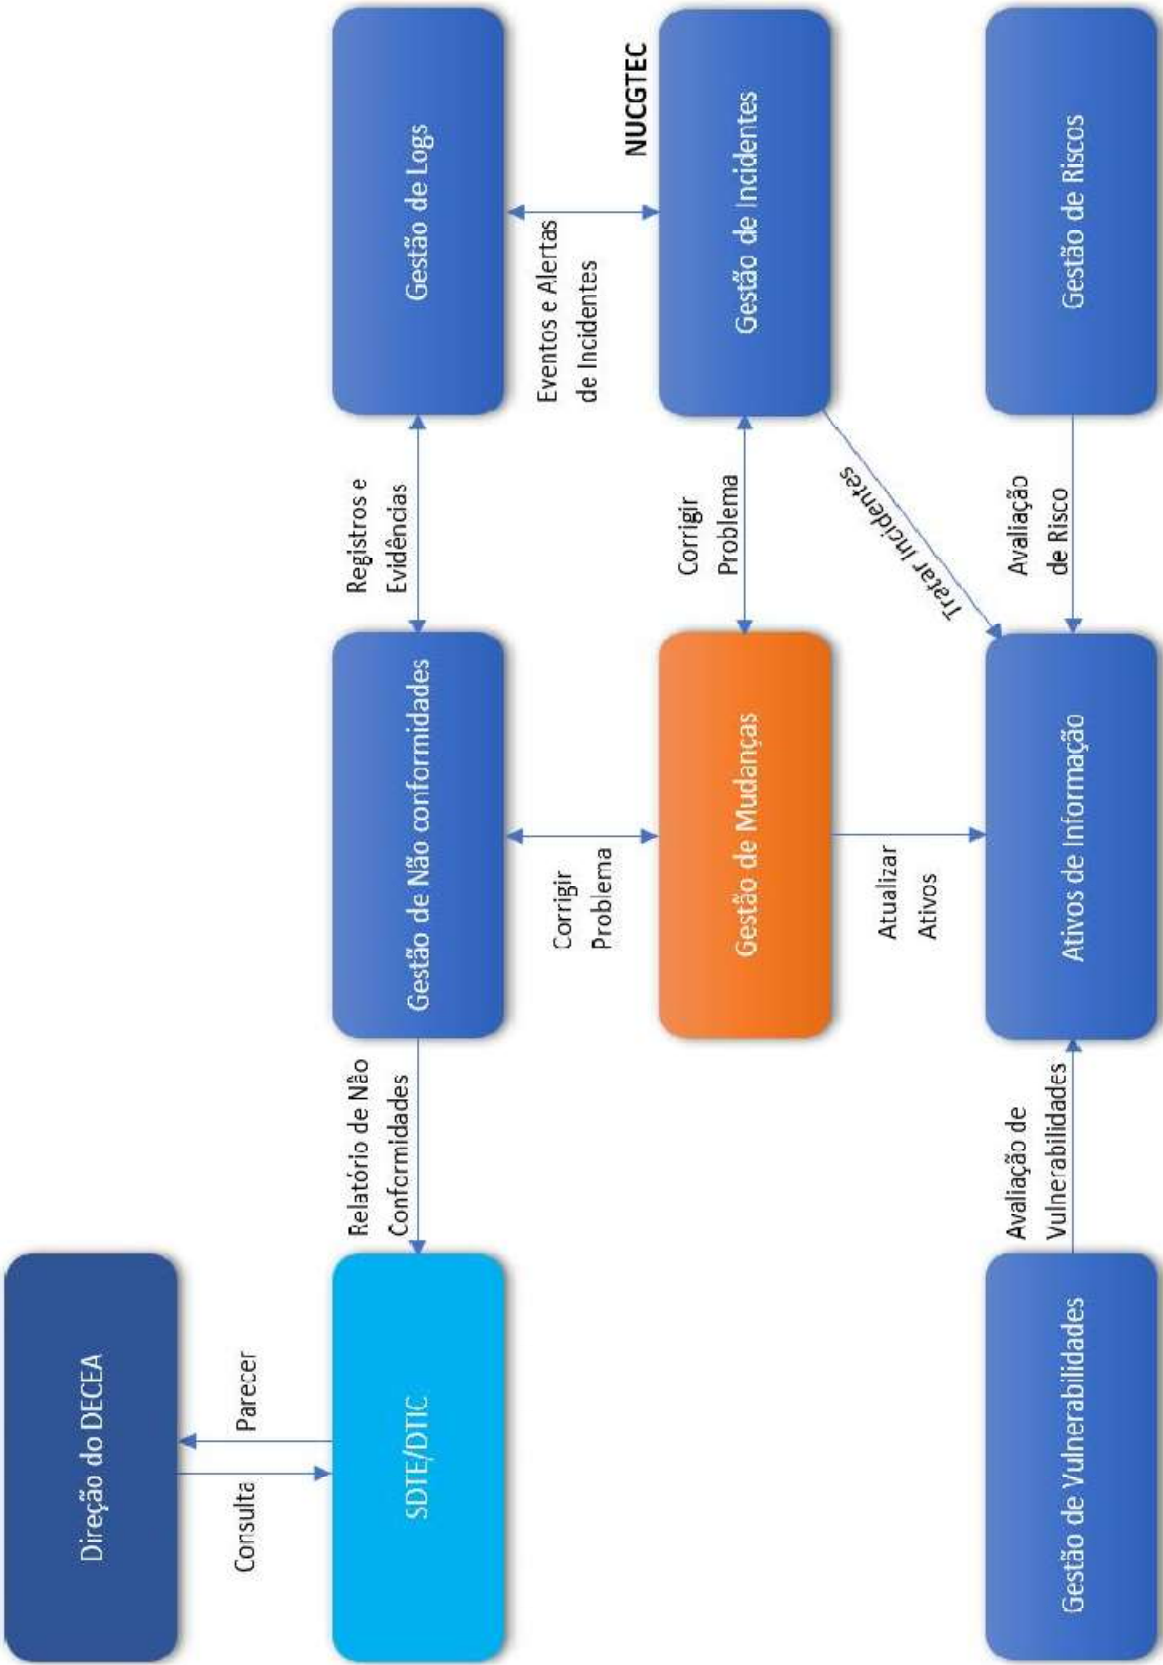 Direção do DECEA
Consulta
Parecer
SDTE/DTIC
Relatório de Não
Conformidades
Gestão de Não conformidades
Registros e
Evidências
Gestão de Logs
Corrigir
Problema
Eventos e Alertas
de Incidentes
NUCGTEC
Gestão de Mudanças
Corrigir
Problema
Gestão de Incidentes
Atualizar
Ativos
Tratar Incidentes
Gestão de Vulnerabilidades
Avaliação de
Vulnerabilidades
Ativos de Informação
Avaliação
de Risco
Gestão de Riscos